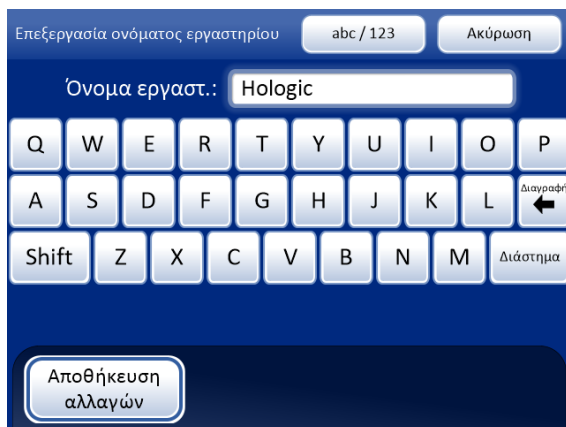 Επεξεργασία ονόματος εργαστηρίου abc / 123 Ακύρωση
Όνομα εργαστ.: Hologic
Q W E R T Y U I O P
A S D F G H J K L Διαγραφή
Shift Z X C V B N M Διάστημα
Αποθήκευση
αλλαγών